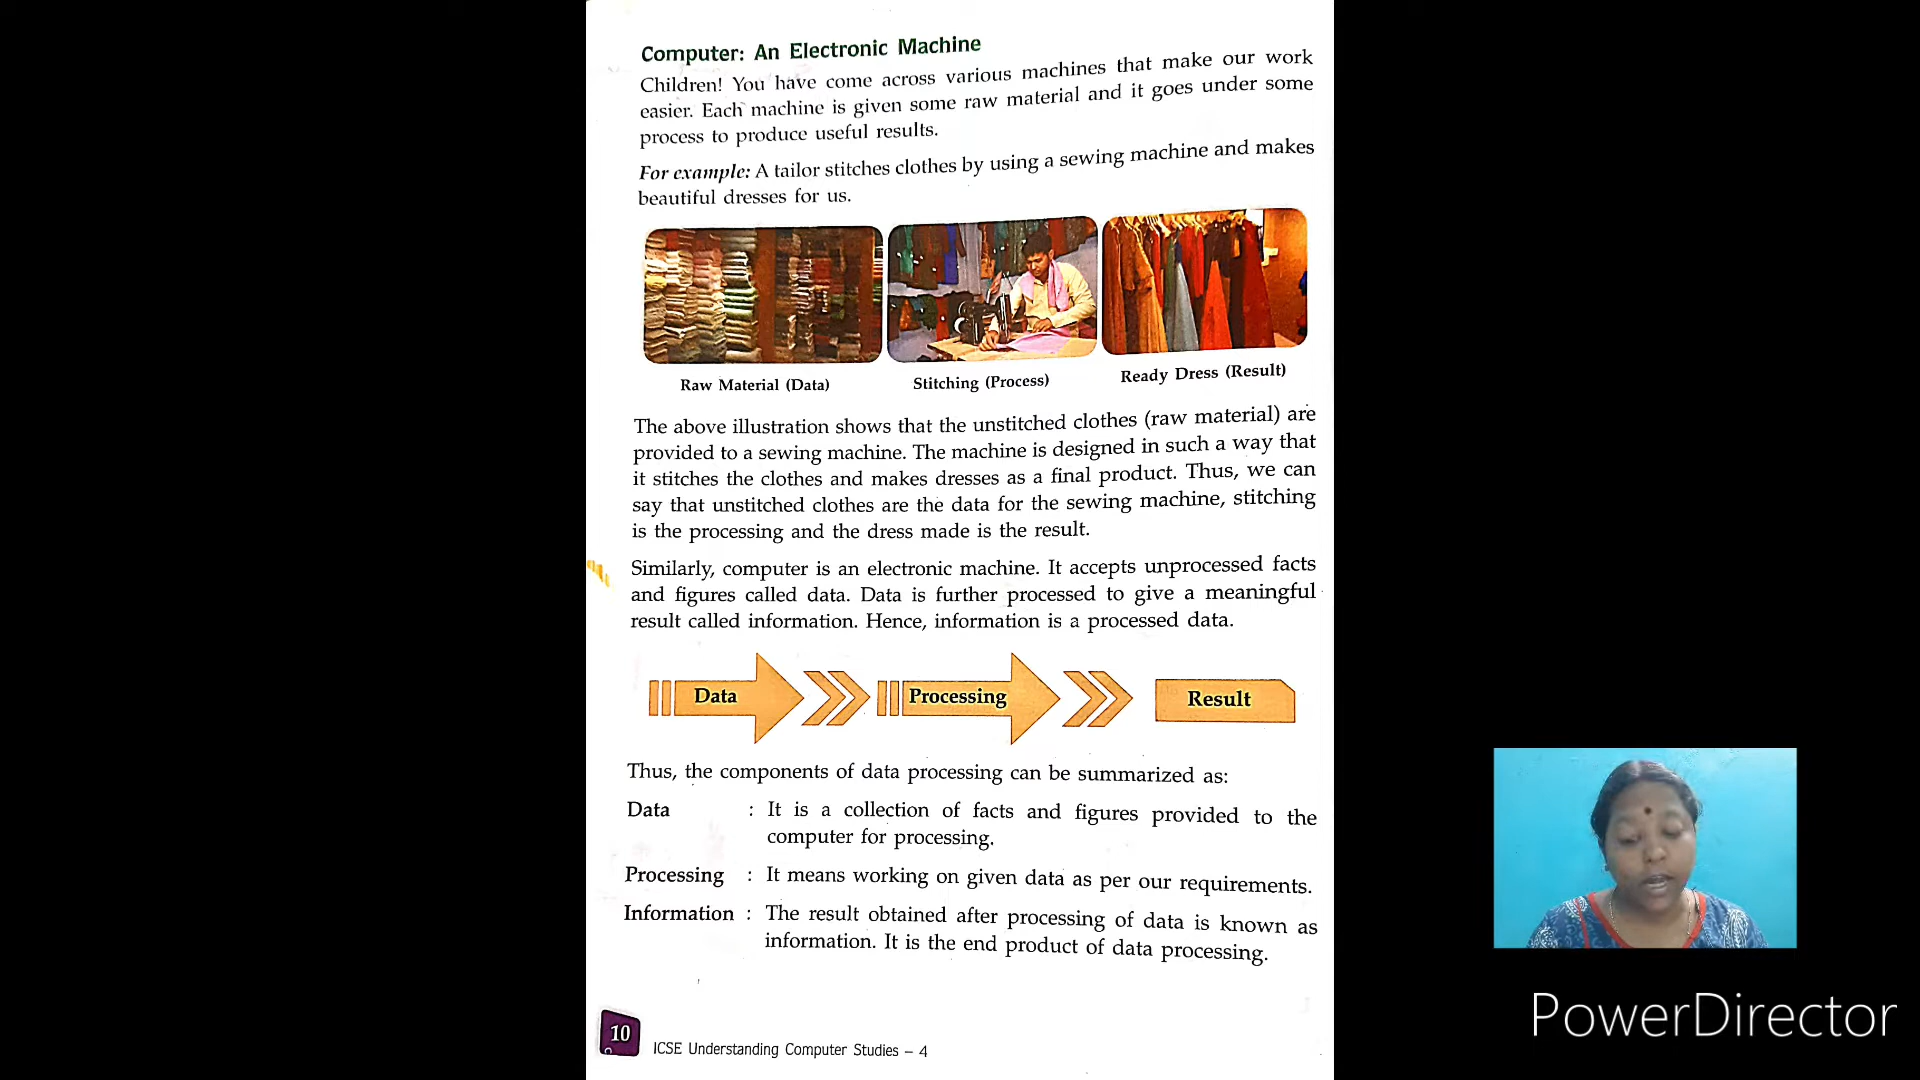 Computer: An Electronic Machine
Children! You have come across various machines that make our work
easier. Each machine is given some raw material and it goes under some
process to produce useful results.
For example: A tailor stitches clothes by using a sewing machine and makes
beautiful dresses for us.
Raw Material (Data)
Stitching (Process)
Ready Dress (Result)
The above illustration shows that the unstitched clothes (raw material) are
provided to a sewing machine. The machine is designed in such a way that
it stitches the clothes and makes dresses as a final product. Thus, we can
say that unstitched clothes are the data for the sewing machine, stitching
is the processing and the dress made is the result.
Similarly, computer is an electronic machine. It accepts unprocessed facts
and figures called data. Data is further processed to give a meaningful
result called information. Hence, information is a processed data.
Data
Processing
Result
Thus, the components of data processing can be summarized as:
Data : It is a collection of facts and figures provided to the
computer for processing.
Processing : It means working on given data as per our requirements.
Information : The result obtained after processing of data is known as
information. It is the end product of data processing.
10
ICSE Understanding Computer Studies – 4
PowerDirector